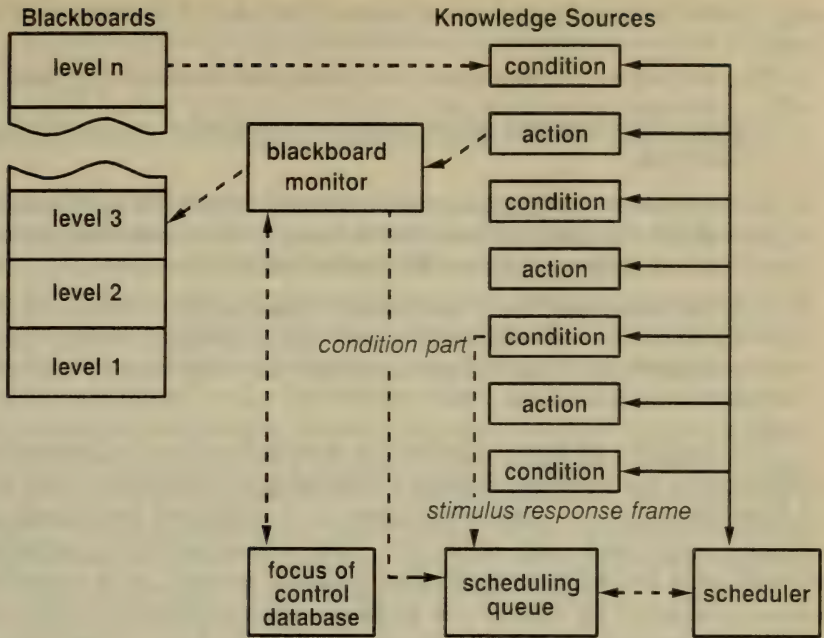 Blackboards
Knowledge Sources
level n
condition
action
blackboard
monitor
condition
level 3
action
level 2
condition
condition part
level 1
action
condition
stimulus response frame
focus of
control
database
scheduling
queue
scheduler